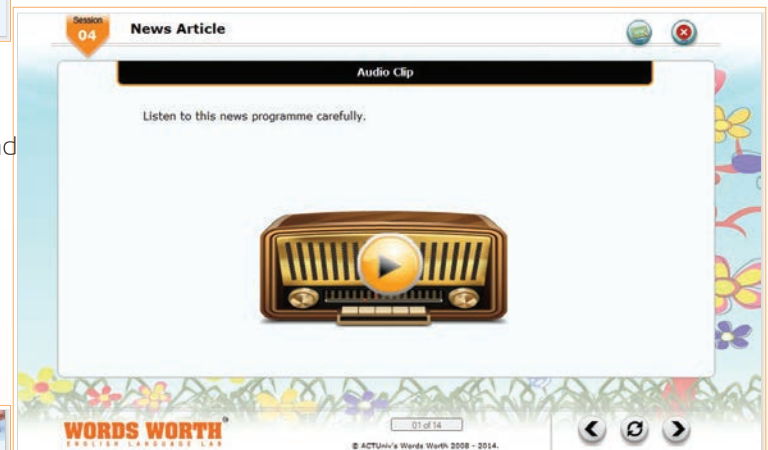 Session
04
News Article
Audio Clip
Listen to this news programme carefully.
WORDS WORTH®
ENGLISH LANGUAGE LAB
01 of 14
© ACTUniv's Words Worth 2008 - 2014.